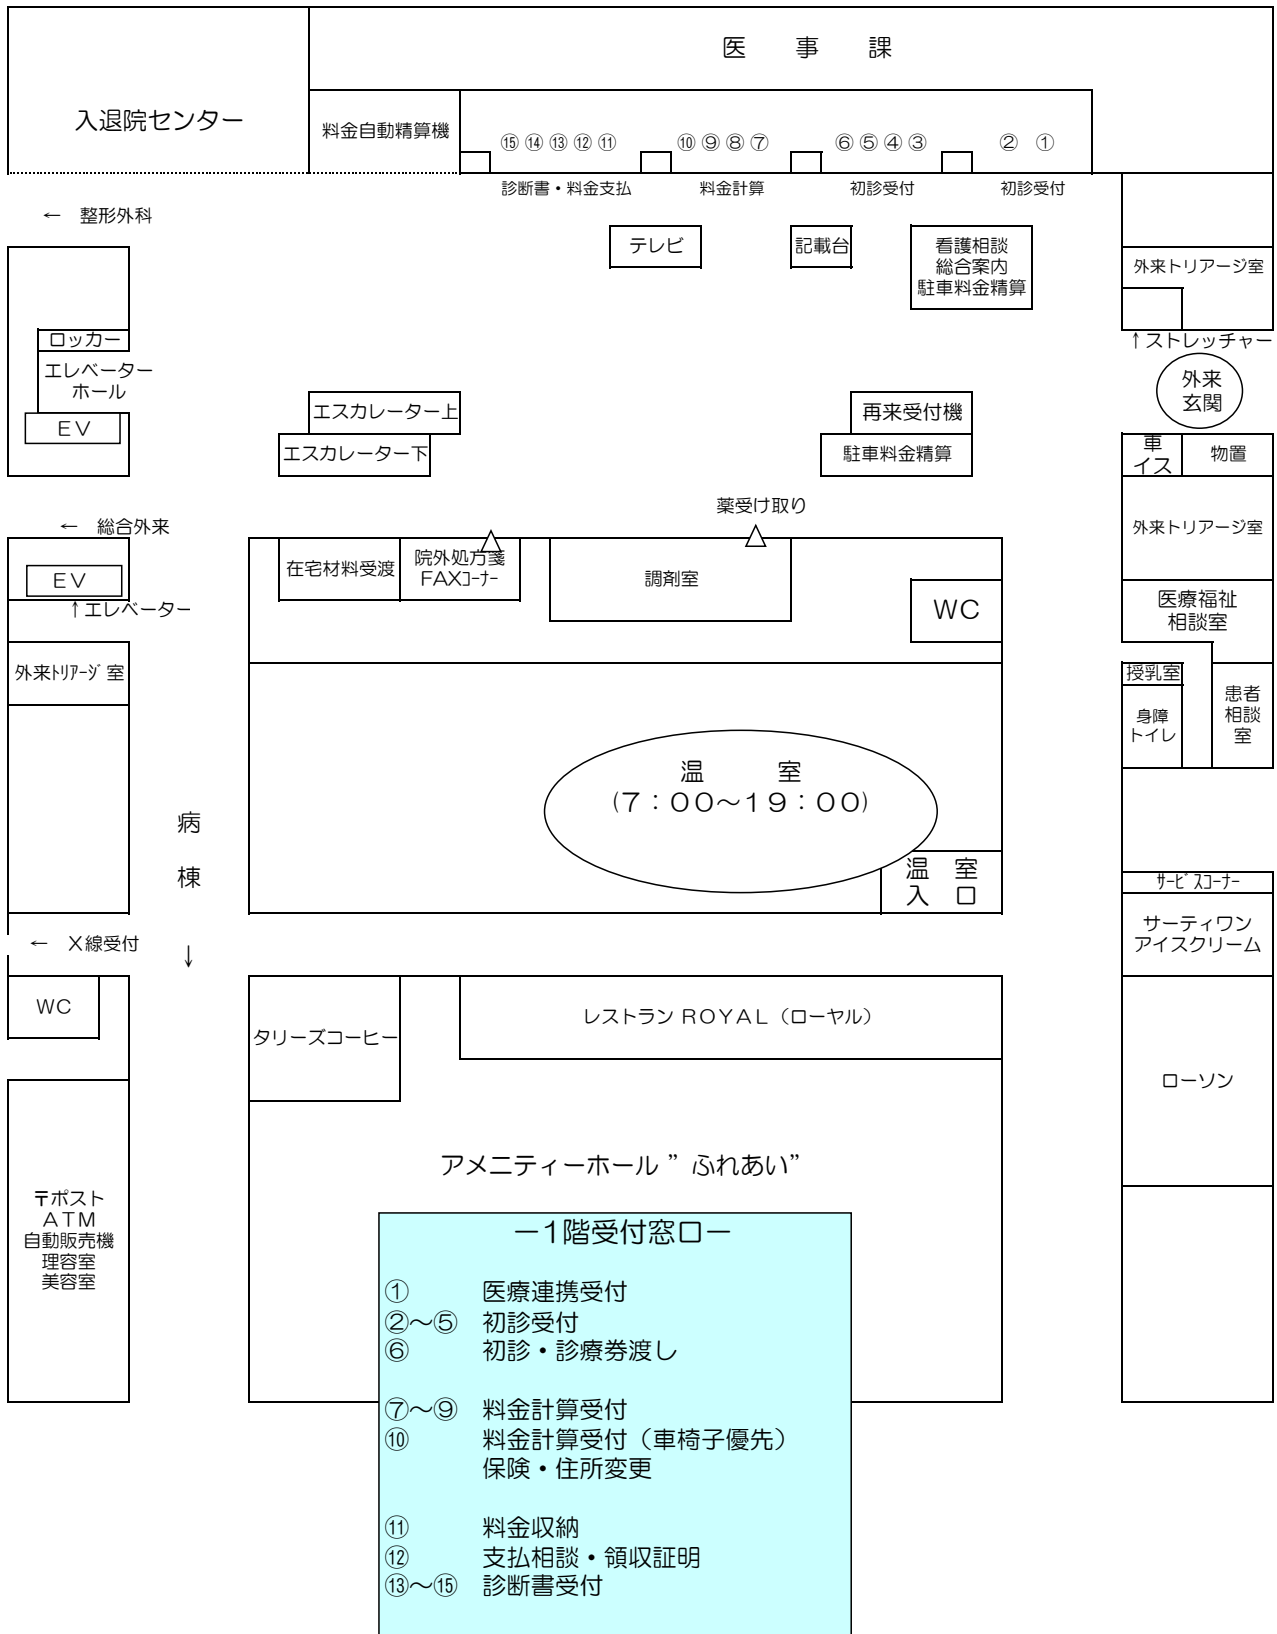 医　事　課
入退院センター
料金自動精算機
⑮⑭⑬⑫⑪
⑩⑨⑧⑦
⑥⑤④③
②　①
診断書・料金支払
料金計算
初診受付
初診受付
←　整形外科
テレビ
記載台
看護相談
総合案内
駐車料金精算
外来トリアージ室
↑ストレッチャー
ロッカー
エレベーター
ホール
ＥＶ
外来
玄関
エスカレーター上
エスカレーター下
再来受付機
駐車料金精算
車
イス
物置
薬受け取り
←　総合外来
外来トリアージ室
ＥＶ
↑エレベーター
在宅材料受渡
院外処方箋
FAXｺｰﾅｰ
調剤室
ＷＣ
医療福祉
相談室
外来ﾄﾘｱｰｼﾞ室
授乳室
身障
トイレ
患者
相談
室
温　　室
（７：００～１９：００）
病
棟
↓
温　室
入　口
ｻｰﾋﾞｽｺｰﾅｰ
サーティワン
アイスクリーム
←　Ｘ線受付
ＷＣ
タリーズコーヒー
レストラン ＲＯＹＡＬ（ローヤル）
ローソン
アメニティーホール ” ふれあい”
〒ポスト
ＡＴＭ
自動販売機
理容室
美容室
－1階受付窓口－
①　医療連携受付
②～⑤　初診受付
⑥　初診・診療券渡し
⑦～⑨　料金計算受付
⑩　料金計算受付（車椅子優先）
保険・住所変更
⑪　料金収納
⑫　支払相談・領収証明
⑬～⑮　診断書受付